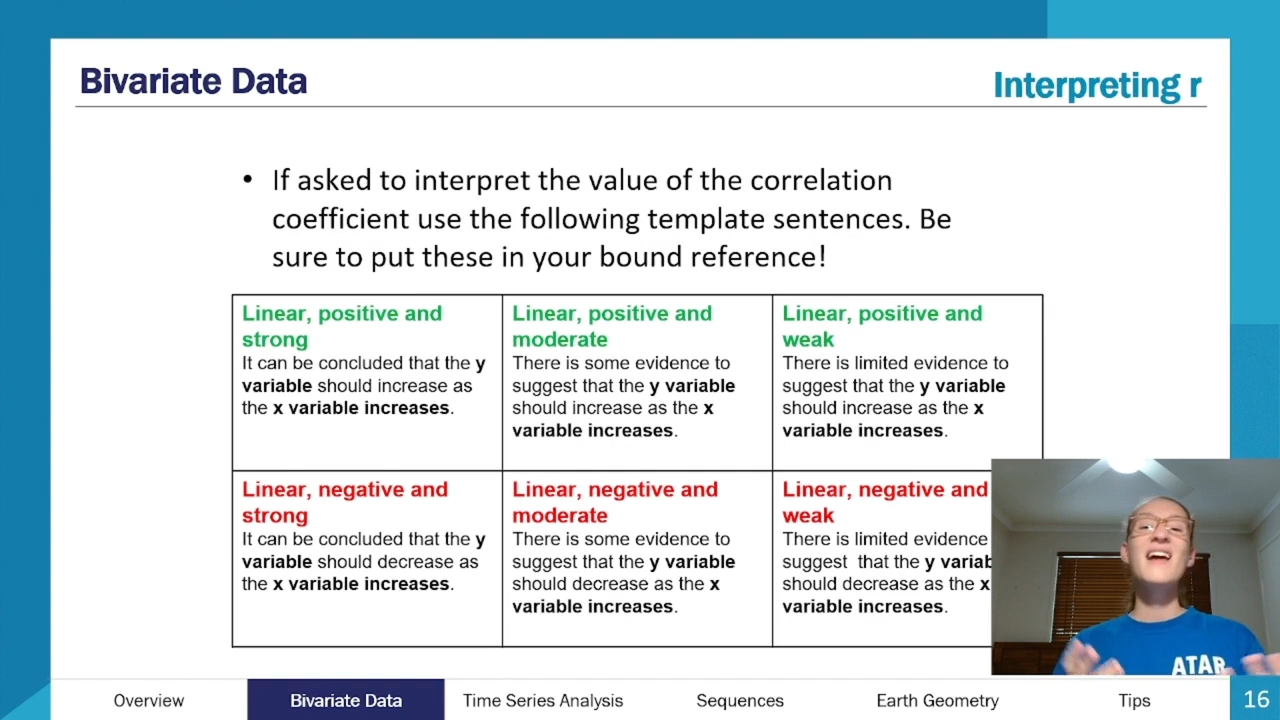 Bivariate Data
Interpreting r
• If asked to interpret the value of the correlation
coefficient use the following template sentences. Be
sure to put these in your bound reference!
Linear, positive and
strong
It can be concluded that the y
variable should increase as
the x variable increases.
Linear, positive and
moderate
There is some evidence to
suggest that the y variable
should increase as the x
variable increases.
Linear, positive and
weak
There is limited evidence to
suggest that the y variable
should increase as the x
variable increases.
Linear, negative and
strong
It can be concluded that the y
variable should decrease as
the x variable increases.
Linear, negative and
moderate
There is some evidence to
suggest that the y variable
should decrease as the x
variable increases.
Linear, negative and
weak
There is limited evidence
suggest that the y
should decrease as the x
variable increases.
ATAR
Overview
Bivariate Data
Time Series Analysis
Sequences
Earth Geometry
Tips
16